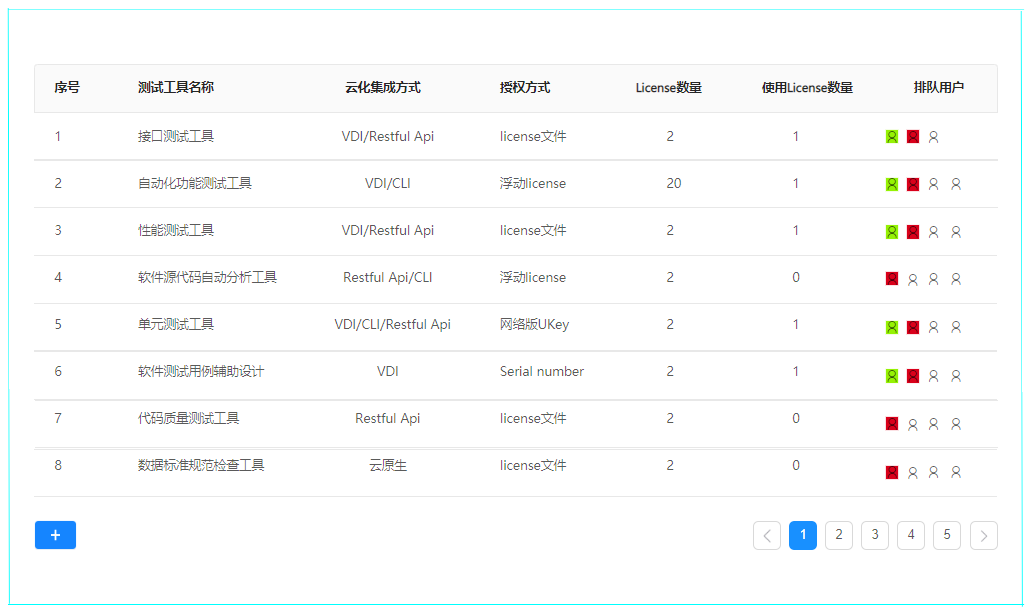 序号 测试工具名称 云化集成方式 授权方式 License数量 使用License数量 排队用户
1 接口测试工具 VDI/Restful Api license文件 2 1
2 自动化功能测试工具 VDI/CLI 浮动license 20 1
3 性能测试工具 VDI/Restful Api license文件 2 1
4 软件源代码自动分析工具 Restful Api/CLI 浮动license 2 0
5 单元测试工具 VDI/CLI/Restful Api 网络版UKey 2 1
6 软件测试用例辅助设计 VDI Serial number 2 1
7 代码质量测试工具 Restful Api license文件 2 0
8 数据标准规范检查工具 云原生 license文件 2 0
+ < 1 2 3 4 5 >